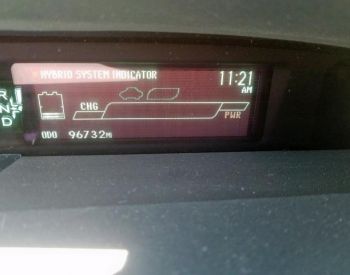 HYBRID SYSTEM INDICATOR
11:21
AM
R
N
D
CHG
PWR
ODO 96732MI